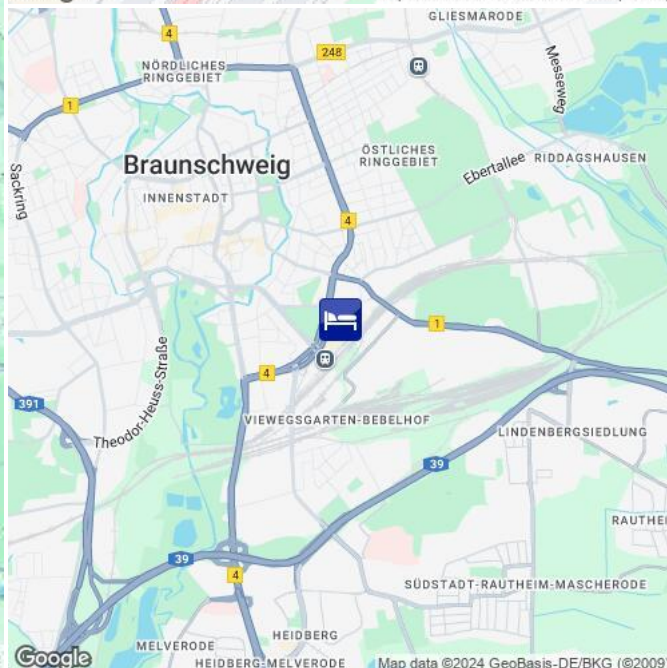 GLIESMARODE
4
248
NÖRDLICHES
RINGGEBIET
Messeweg
1
ÖSTLICHES
RINGGEBIET
Braunschweig
Ebertallee
RIDDAGSHAUSEN
Sackring
INNENSTADT
4
1
4
Theodor-Heuss-Straße
391
VIEWEGSGARTEN-BEBELHOF
LINDENBERGSIEDLUNG
39
RAUTHEI
39
4
SÜDSTADT-RAUTHEIM-MASCHERODE
HEIDBERG
MELVERODE
HEIDBERG-MELVERODE
Google
Map data ©2024 GeoBasis-DE/BKG (©2009